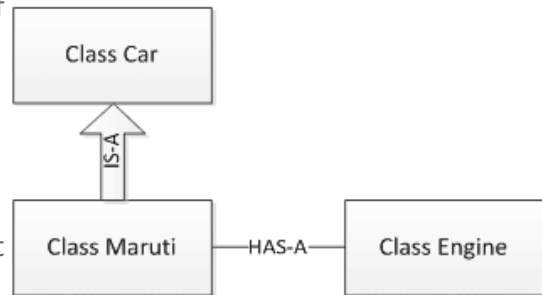 Class Car
IS-A
Class Maruti
HAS-A
Class Engine